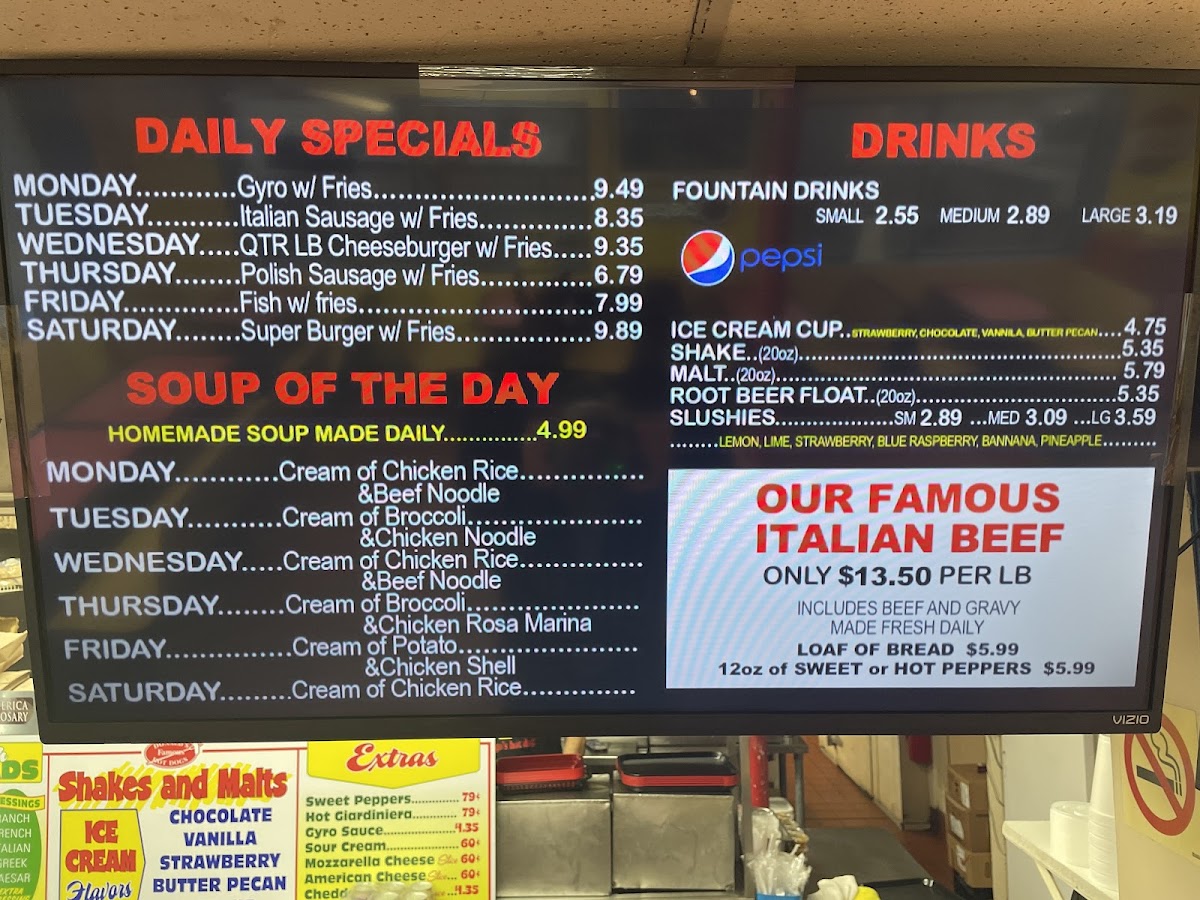 DAILY SPECIALS
MONDAY............Gyro w/ Fries..............................9.49
TUESDAY...........Italian Sausage w/ Fries...............8.35
WEDNESDAY.....QTR LB Cheeseburger w/ Fries.....9.35
THURSDAY.........Polish Sausage w/ Fries...............6.79
FRIDAY...............Fish w/ fries................................7.99
SATURDAY.........Super Burger w/ Fries..................9.89
SOUP OF THE DAY
HOMEMADE SOUP MADE DAILY..............4.99
MONDAY............Cream of Chicken Rice................
&Beef Noodle
TUESDAY..........Cream of Broccoli......................
&Chicken Noodle
WEDNESDAY.....Cream of Chicken Rice................
&Beef Noodle
THURSDAY........Cream of Broccoli......................
&Chicken Rosa Marina
FRIDAY...............Cream of Potato.......................
&Chicken Shell
SATURDAY.........Cream of Chicken Rice..............
DRINKS
FOUNTAIN DRINKS
SMALL 2.55 MEDIUM 2.89 LARGE 3.19
pepsi
ICE CREAM CUP..STRAWBERRY, CHOCOLATE, VANNILA, BUTTER PECAN....4.75
SHAKE..(20oz)......................................................5.35
MALT..(20oz).........................................................5.79
ROOT BEER FLOAT..(20oz)...................................5.35
SLUSHIES....................SM 2.89 ...MED 3.09 ...LG 3.59
........LEMON, LIME, STRAWBERRY, BLUE RASPBERRY, BANNANA, PINEAPPLE.........
OUR FAMOUS
ITALIAN BEEF
ONLY $13.50 PER LB
INCLUDES BEEF AND GRAVY
MADE FRESH DAILY
LOAF OF BREAD $5.99
12oz of SWEET or HOT PEPPERS $5.99
VIZIO
Shakes and Malts
ICE
CREAM
Flavors
CHOCOLATE
VANILLA
STRAWBERRY
BUTTER PECAN
Extras
Sweet Peppers..............79¢
Hot Giardiniera..............79¢
Gyro Sauce....................4.35
Sour Cream....................60¢
Mozzarella Cheese Slice 60¢
American Cheese Slice... 60¢
4.35